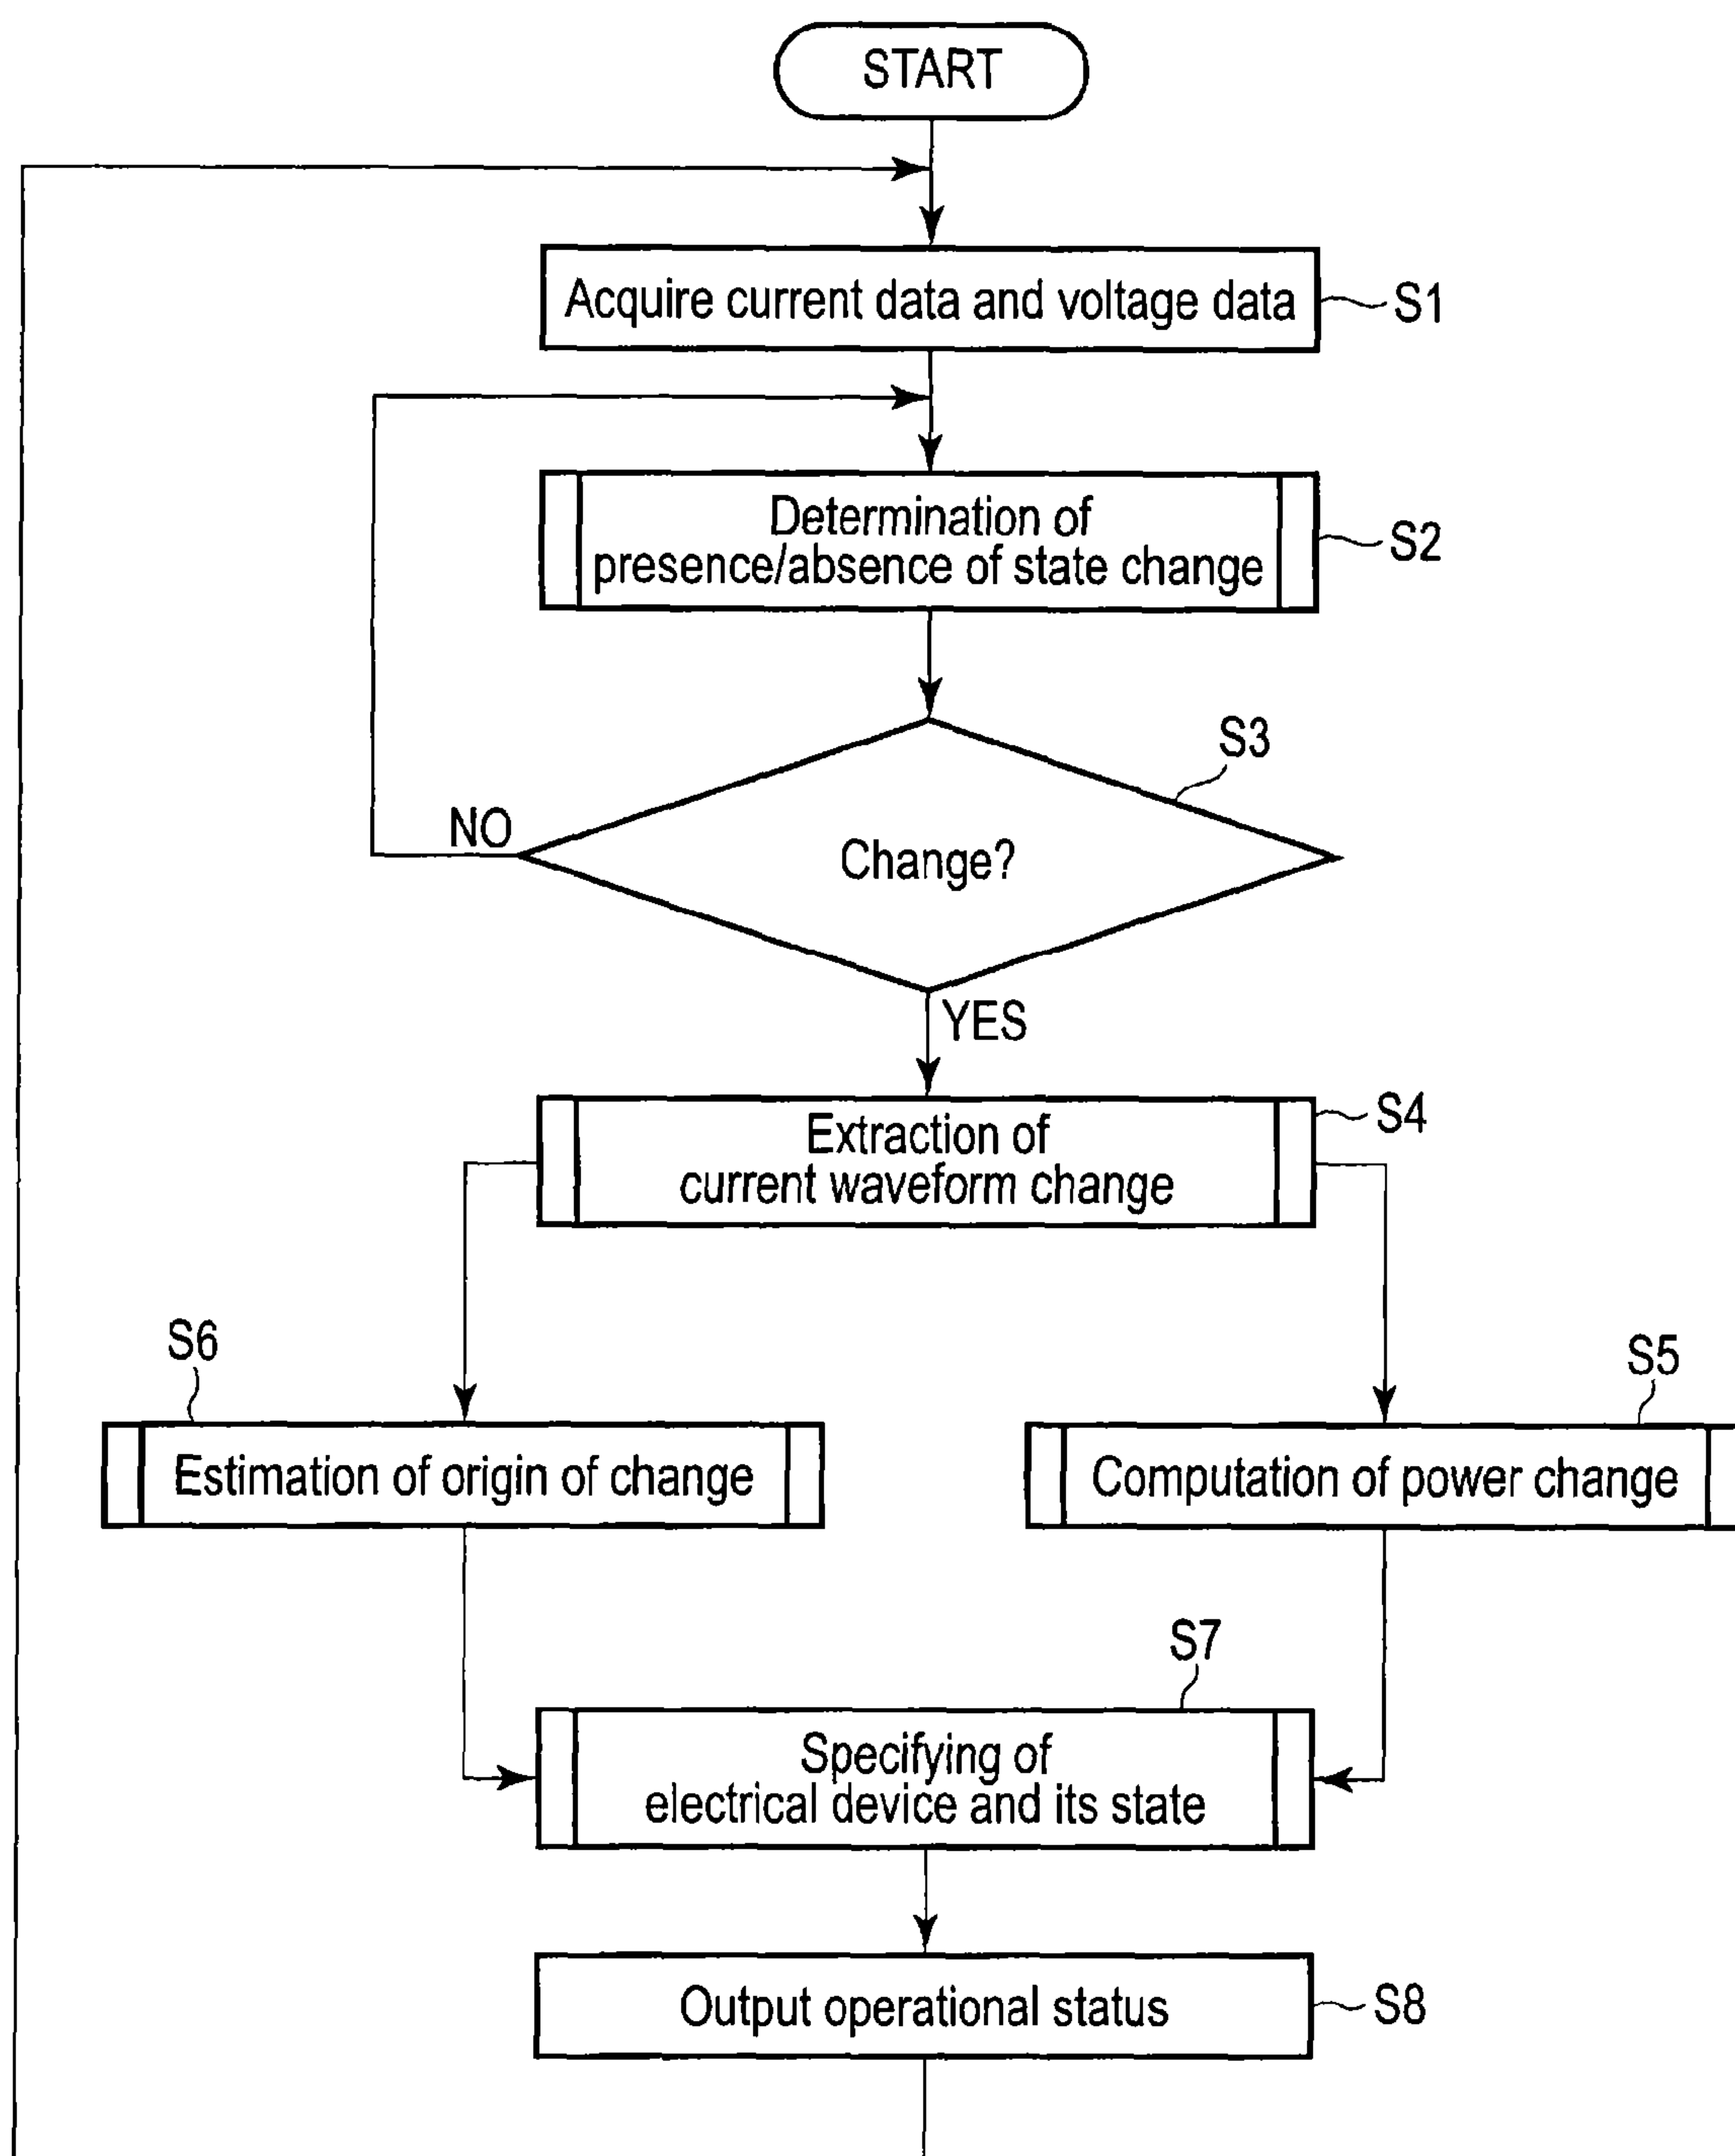 START
Acquire current data and voltage data
S1
Determination of
presence/absence of state change
S2
S3
NO
Change?
YES
Extraction of
current waveform change
S4
S6
S5
Estimation of origin of change
Computation of power change
S7
Specifying of
electrical device and its state
Output operational status
S8